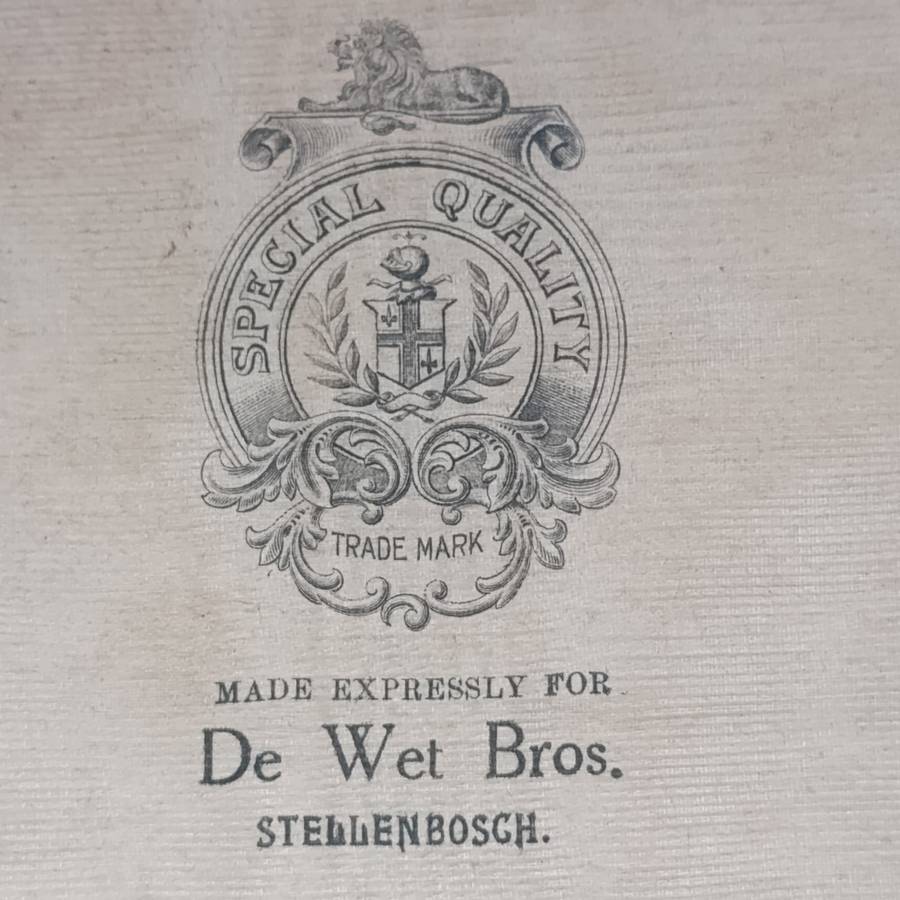 SPECIAL QUALITY
TRADE MARK
MADE EXPRESSLY FOR
De Wet Bros.
STELLENBOSCH.